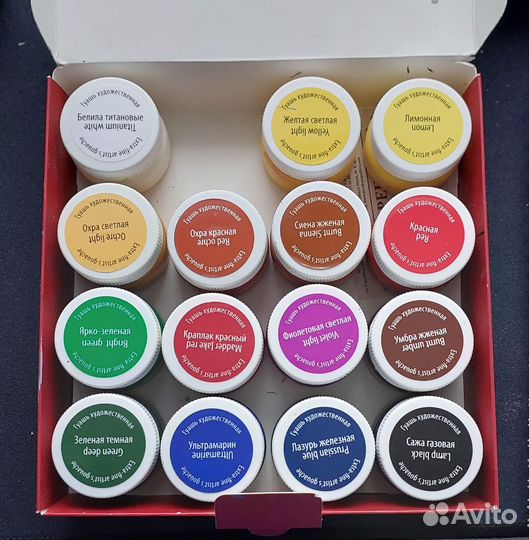 Гуашь художественная
Белила титановые
Titanium white
Extra-fine artist's gouache
Гуашь художественная
Желтая светлая
Yellow light
Extra-fine artist's gouache
Гуашь художественная
Лимонная
Lemon
Extra-fine artist's gouache
Гуашь художественная
Охра светлая
Ochre light
Extra-fine artist's gouache
Гуашь художественная
Охра красная
Red ochre
Extra-fine artist's gouache
Гуашь художественная
Сиена жженая
Burnt Sienna
Extra-fine artist's gouache
Гуашь художественная
Красная
Red
Extra-fine artist's gouache
Гуашь художественная
Ярко-зеленая
Bright green
Extra-fine artist's gouache
Гуашь художественная
Краплак красный
Madder lake
red
Extra-fine artist's gouache
Гуашь художественная
Фиолетовая светлая
Violet light
Extra-fine artist's gouache
Гуашь художественная
Умбра жженая
Burnt umber
Extra-fine artist's gouache
Гуашь художественная
Зеленая темная
Green deep
Extra-fine artist's gouache
Гуашь художественная
Ультрамарин
Ultramarine
Extra-fine artist's gouache
Гуашь художественная
Лазурь железная
Prussian blue
Extra-fine artist's gouache
Гуашь художественная
Сажа газовая
Lamp black
Extra-fine artist's gouache
Avito